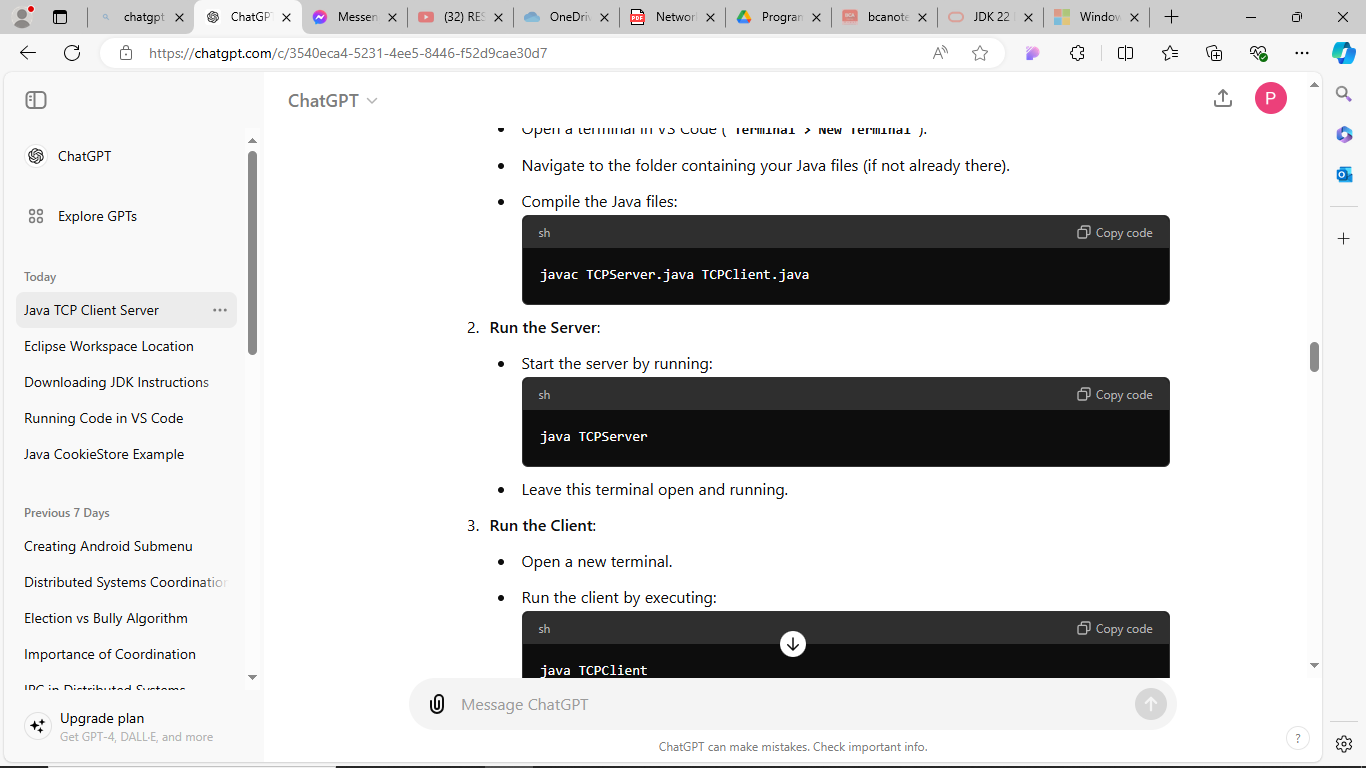 chatgpt
ChatGPT
Messen
(32) RES
OneDriv
Network
Program
bcanote
JDK 22
Window
https://chatgpt.com/c/3540eca4-5231-4ee5-8446-f52d9cae30d7
ChatGPT
P
ChatGPT
Explore GPTs
Today
Java TCP Client Server
Eclipse Workspace Location
Downloading JDK Instructions
Running Code in VS Code
Java CookieStore Example
Previous 7 Days
Creating Android Submenu
Distributed Systems Coordination
Election vs Bully Algorithm
Importance of Coordination
IPC in Distributed Systems
Upgrade plan
Get GPT-4, DALL·E, and more
• Open a terminal in VS Code (`Terminal > New Terminal`).
• Navigate to the folder containing your Java files (if not already there).
• Compile the Java files:
sh Copy code
javac TCPServer.java TCPClient.java
2. Run the Server:
• Start the server by running:
sh Copy code
java TCPServer
• Leave this terminal open and running.
3. Run the Client:
• Open a new terminal.
• Run the client by executing:
sh Copy code
java TCPClient
Message ChatGPT
ChatGPT can make mistakes. Check important info.
?